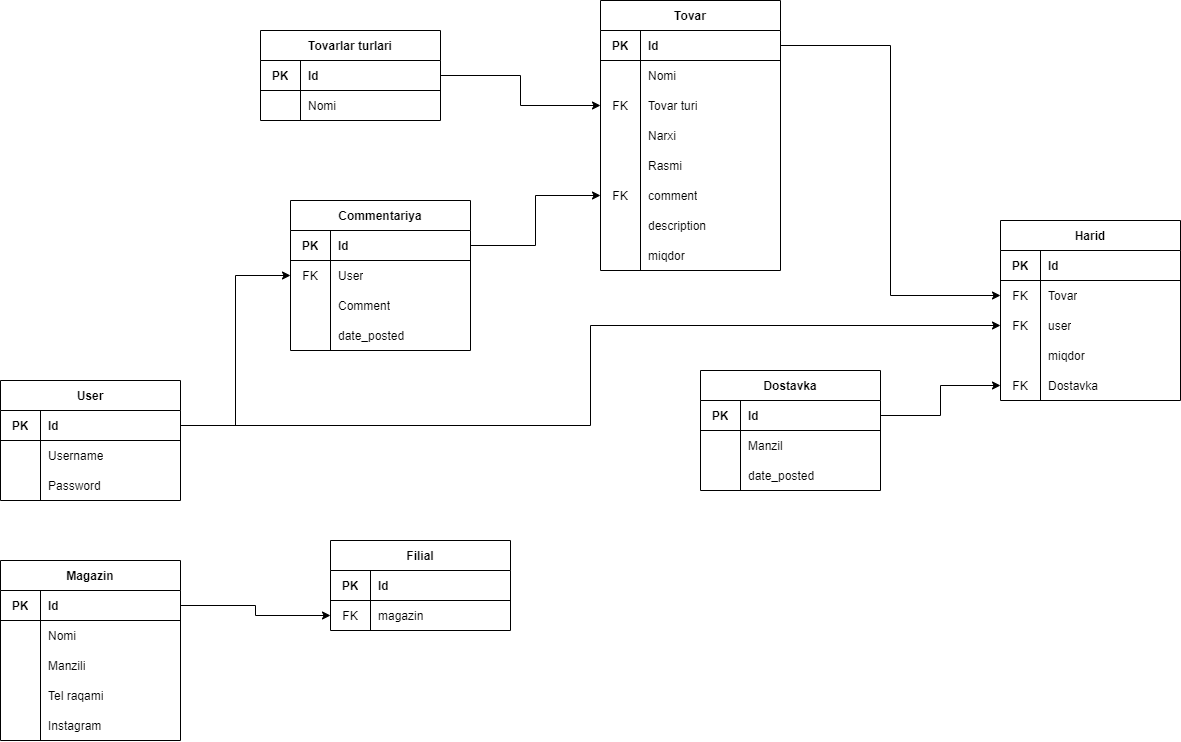 Tovarlar turlari
PK Id
Nomi
Tovar
PK Id
Nomi
FK Tovar turi
Narxi
Rasmi
FK comment
description
miqdor
Commentariya
PK Id
FK User
Comment
date_posted
Harid
PK Id
FK Tovar
FK user
miqdor
FK Dostavka
User
PK Id
Username
Password
Dostavka
PK Id
Manzil
date_posted
Magazin
PK Id
Nomi
Manzili
Tel raqami
Instagram
Filial
PK Id
FK magazin